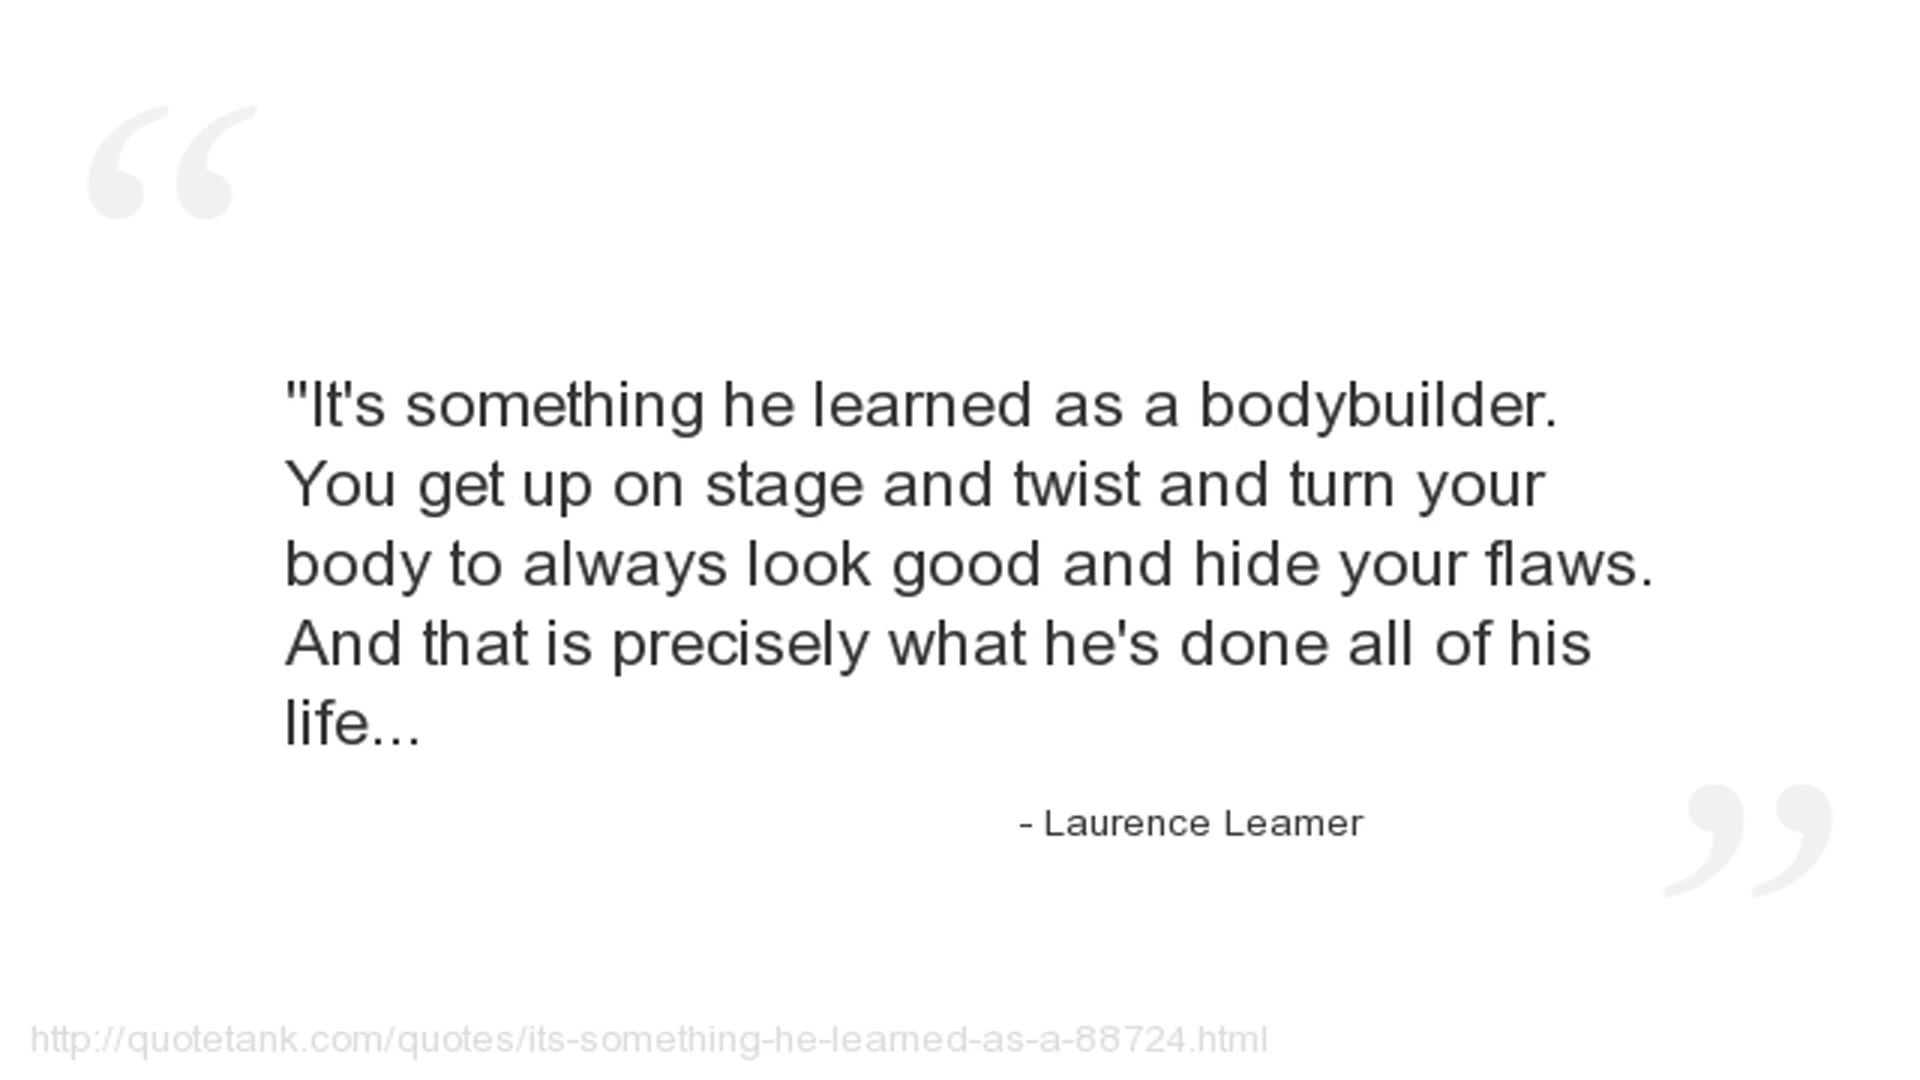 "It's something he learned as a bodybuilder.
You get up on stage and twist and turn your
body to always look good and hide your flaws.
And that is precisely what he's done all of his
life...
- Laurence Leamer
http://quotetank.com/quotes/its-something-he-learned-as-a-88724.html